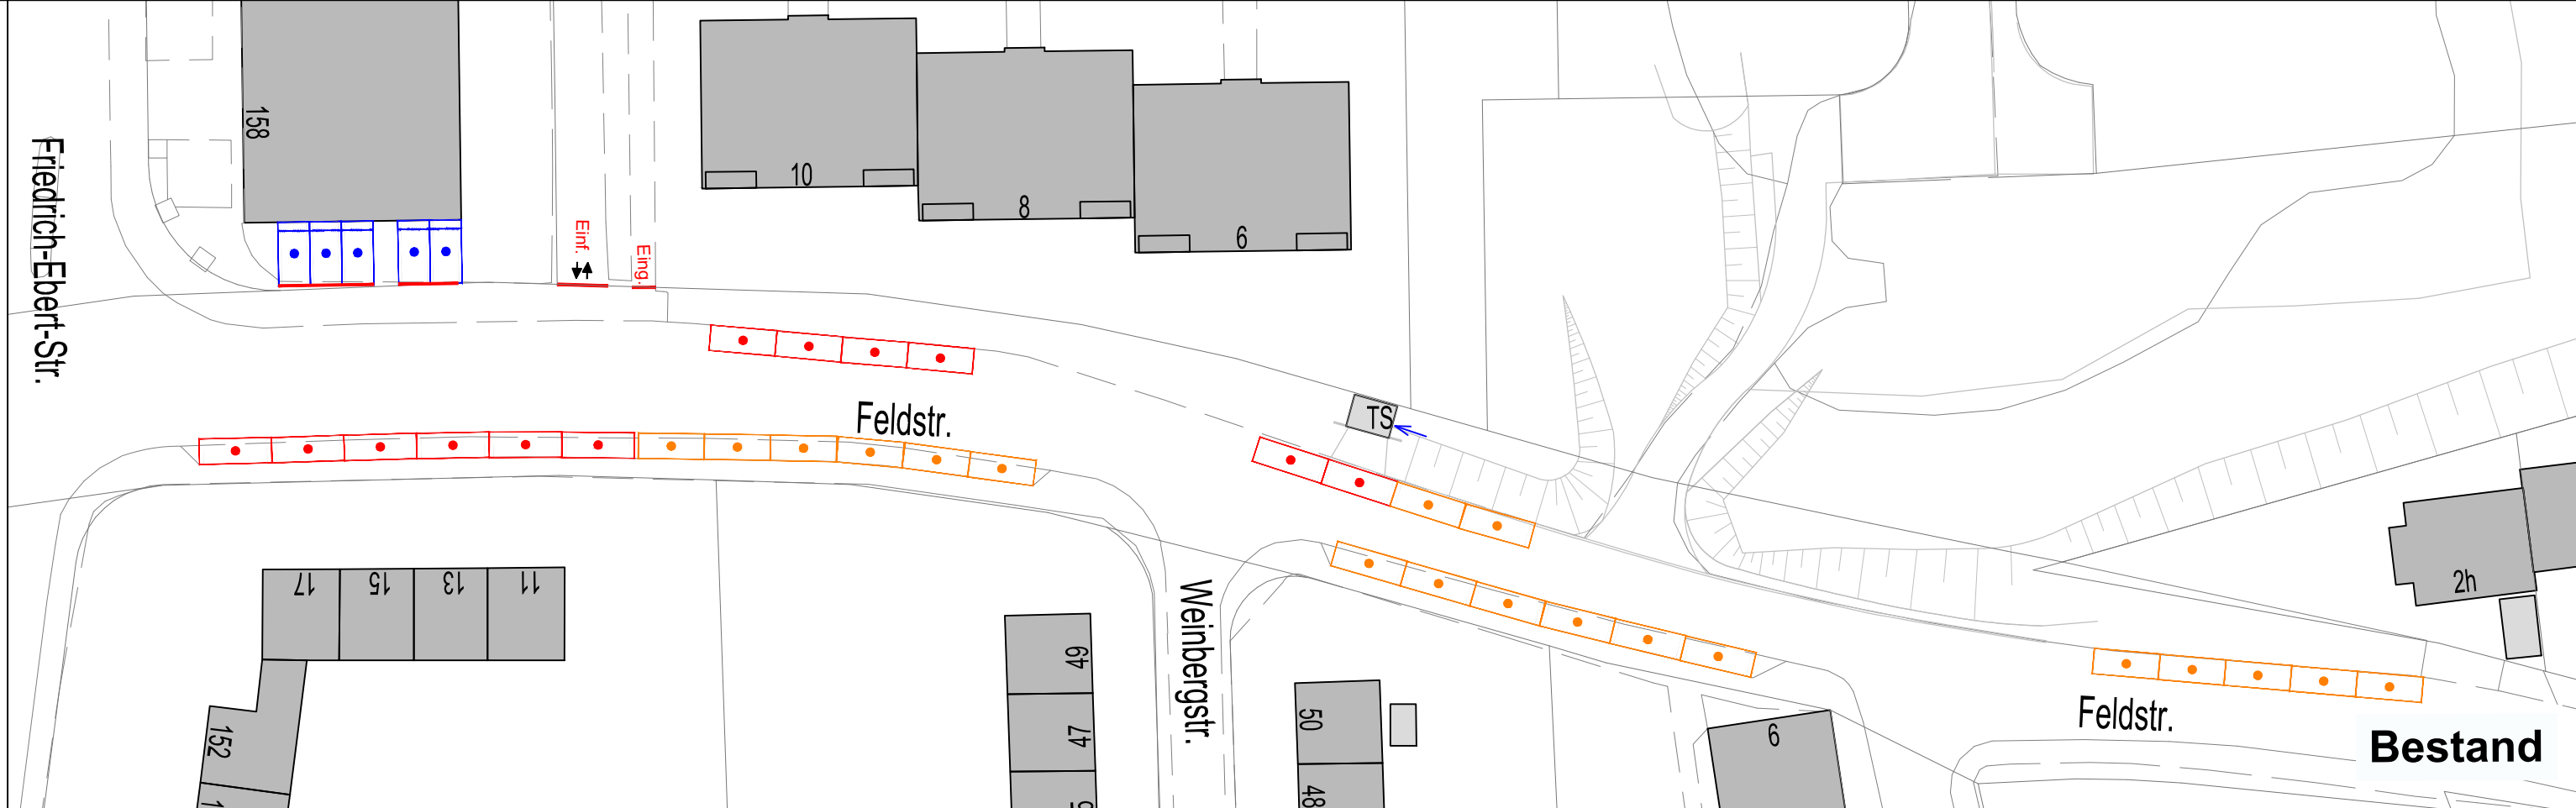 158
Friedrich-Ebert-Str.
Einf.
Eing.
10
8
6
Feldstr.
TS
17
15
13
11
152
49
47
Weinbergstr.
50
48
6
2h
Feldstr.
Bestand